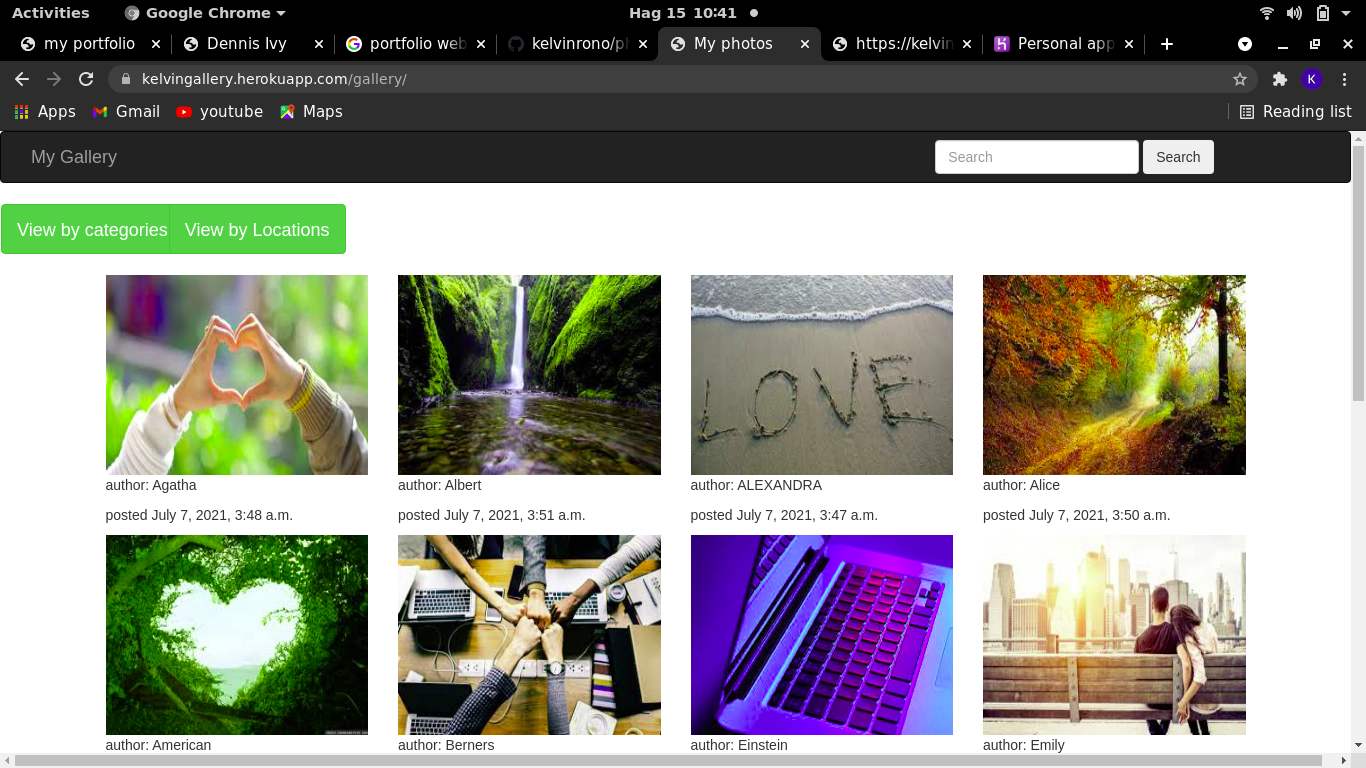 Activities Google Chrome Hag 15 10:41
my portfolio Dennis Ivy portfolio web kelvinrono/p My photos https://kelvin Personal app
kelvingallery.herokuapp.com/gallery/ K
Apps Gmail youtube Maps Reading list
My Gallery Search Search
View by categories View by Locations
LOVE
author: Agatha author: Albert author: ALEXANDRA author: Alice
posted July 7, 2021, 3:48 a.m. posted July 7, 2021, 3:51 a.m. posted July 7, 2021, 3:47 a.m. posted July 7, 2021, 3:50 a.m.
author: American author: Berners author: Einstein author: Emily